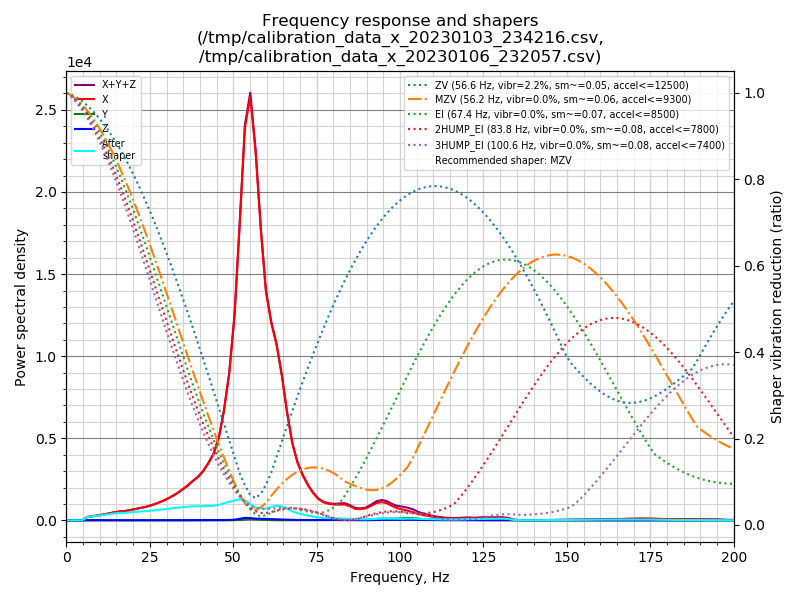 Frequency response and shapers
(/tmp/calibration_data_x_20230103_234216.csv,
/tmp/calibration_data_x_20230106_232057.csv)
1e4
X+Y+Z
X
Y
Z
After
shaper
ZV (56.6 Hz, vibr=2.2%, sm~=0.05, accel<=12500)
MZV (56.2 Hz, vibr=0.0%, sm~=0.06, accel<=9300)
EI (67.4 Hz, vibr=0.0%, sm~=0.07, accel<=8500)
2HUMP_EI (83.8 Hz, vibr=0.0%, sm~=0.08, accel<=7800)
3HUMP_EI (100.6 Hz, vibr=0.0%, sm~=0.08, accel<=7400)
Recommended shaper: MZV
Power spectral density
2.5
2.0
1.5
1.0
0.5
0.0
1.0
0.8
0.6
0.4
0.2
0.0
Shaper vibration reduction (ratio)
0 25 50 75 100 125 150 175 200
Frequency, Hz